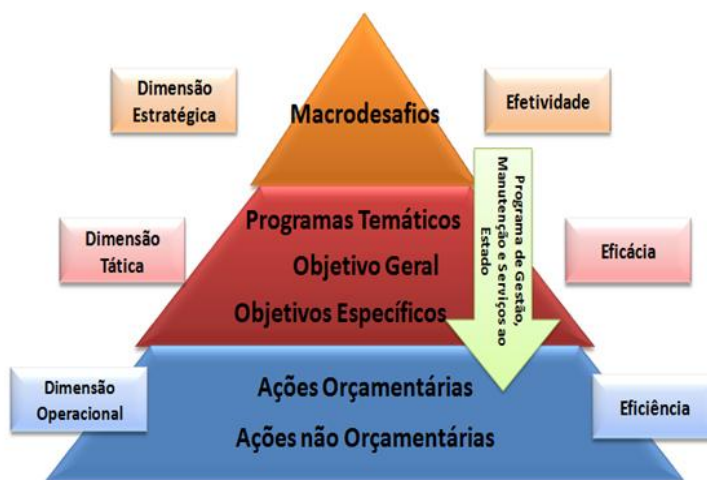 Dimensão
Estratégica
Macrodesafios
Efetividade
Dimensão
Tática
Programas Temáticos
Objetivo Geral
Objetivos Específicos
Programa de Gestão,
Manutenção e Serviços ao
Estado
Eficácia
Dimensão
Operacional
Ações Orçamentárias
Ações não Orçamentárias
Eficiência